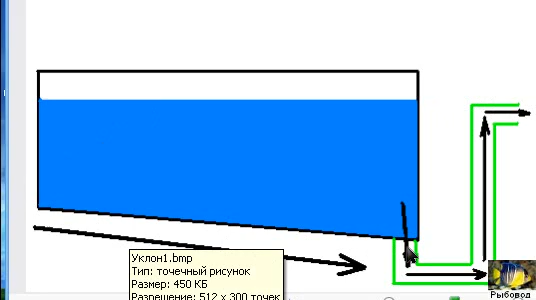 Уклон1.bmp
Тип: точечный рисунок
Размер: 450 КБ
Разрешение: 512 x 300 точек
Рыбовод